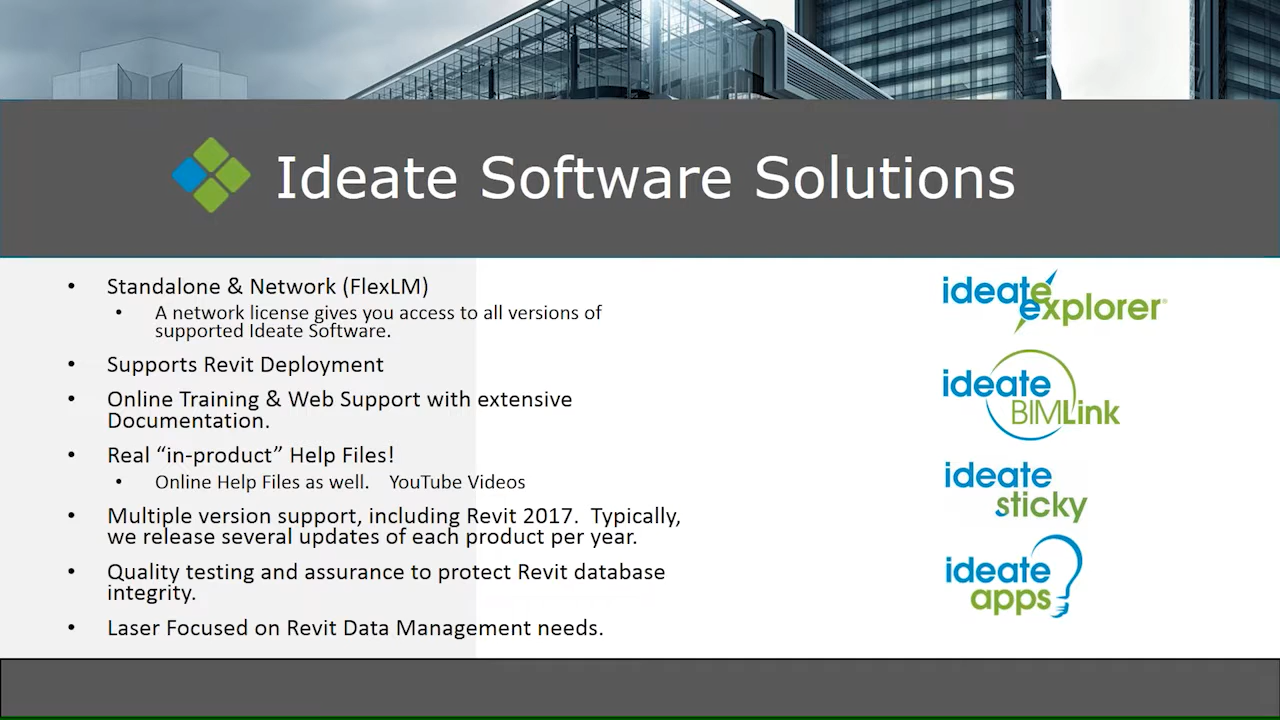 Ideate Software Solutions
• Standalone & Network (FlexLM)
• A network license gives you access to all versions of
supported Ideate Software.
• Supports Revit Deployment
• Online Training & Web Support with extensive
Documentation.
• Real “in-product” Help Files!
• Online Help Files as well. YouTube Videos
• Multiple version support, including Revit 2017. Typically,
we release several updates of each product per year.
• Quality testing and assurance to protect Revit database
integrity.
• Laser Focused on Revit Data Management needs.
ideate
explorer®
ideate
BIMLink
ideate
sticky
ideate
apps